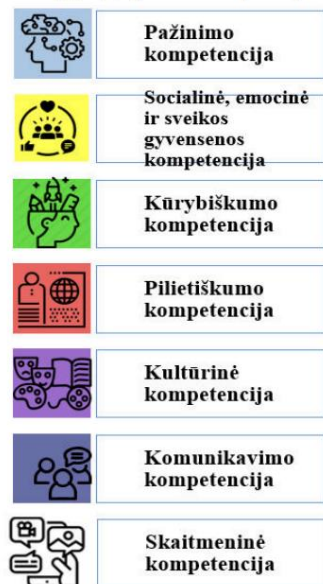 Pažinimo
kompetencija
Socialinė, emocinė
ir sveikos
gyvensenos
kompetencija
Kūrybiškumo
kompetencija
Pilietiškumo
kompetencija
Kultūrinė
kompetencija
Komunikavimo
kompetencija
Skaitmeninė
kompetencija